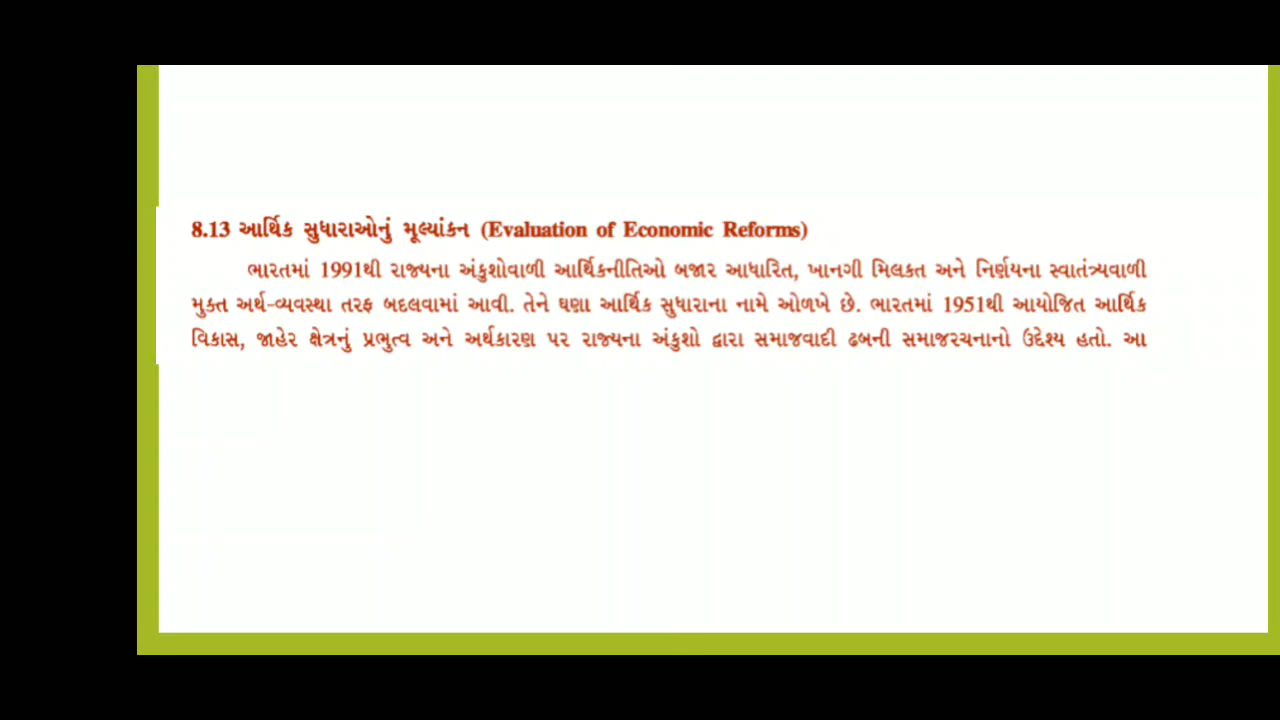 8.13 આર્થિક સુધારાઓનું મૂલ્યાંકન (Evaluation of Economic Reforms)
ભારતમાં 1991થી રાજ્યના અંકુશોવાળી આર્થિકનીતિઓ બજાર આધારિત, ખાનગી મિલકત અને નિર્ણયના સ્વાતંત્ર્યવાળી
મુક્ત અર્થ-વ્યવસ્થા તરફ બદલવામાં આવી. તેને ઘણા આર્થિક સુધારાના નામે ઓળખે છે. ભારતમાં 1951થી આયોજિત આર્થિક
વિકાસ, જાહેર ક્ષેત્રનું પ્રભુત્વ અને અર્થકારણ પર રાજ્યના અંકુશો દ્વારા સમાજવાદી ઢબની સમાજરચનાનો ઉદ્દેશ્ય હતો. આ